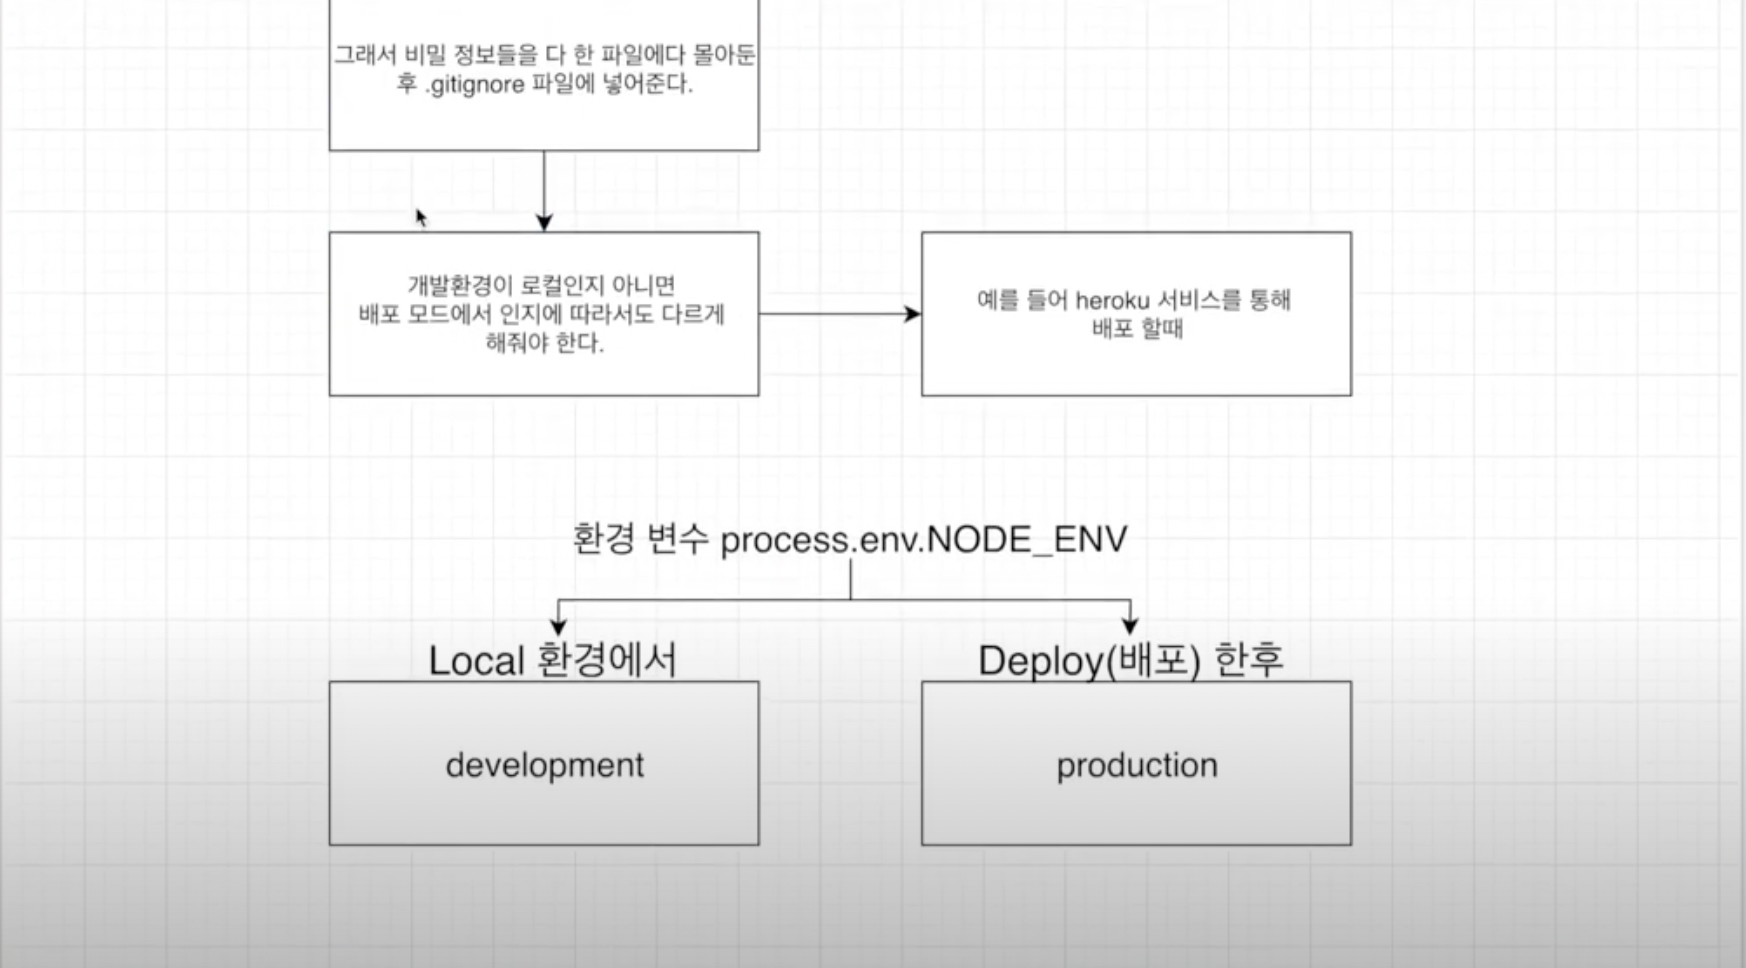 그래서 비밀 정보들을 다 한 파일에다 몰아둔
후 .gitignore 파일에 넣어준다.
개발환경이 로컬인지 아니면
배포 모드에서 인지에 따라서도 다르게
해줘야 한다.
예를 들어 heroku 서비스를 통해
배포 할때
환경 변수 process.env.NODE_ENV
Local 환경에서
Deploy(배포) 한후
development
production